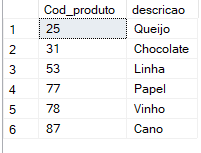 Cod_produto descricao
1 25 Queijo
2 31 Chocolate
3 53 Linha
4 77 Papel
5 78 Vinho
6 87 Cano